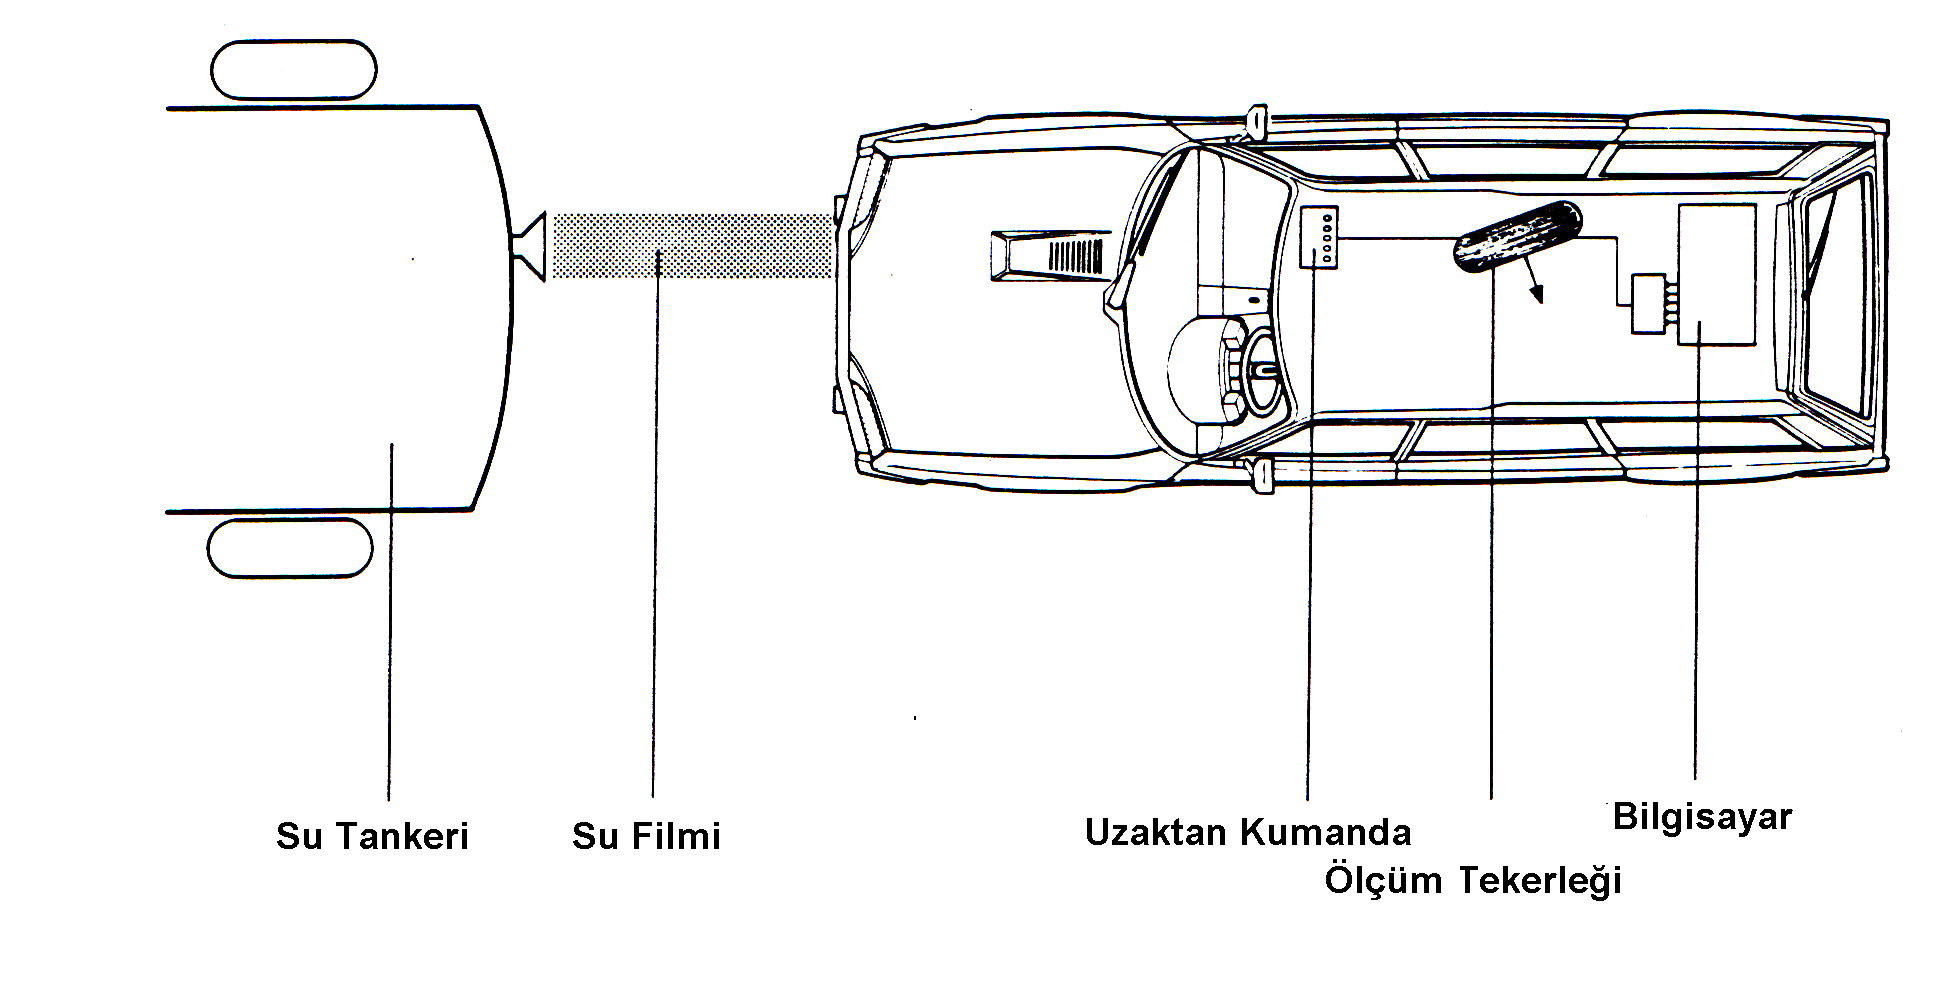 Su Tankeri
Su Filmi
Uzaktan Kumanda
Ölçüm Tekerleği
Bilgisayar